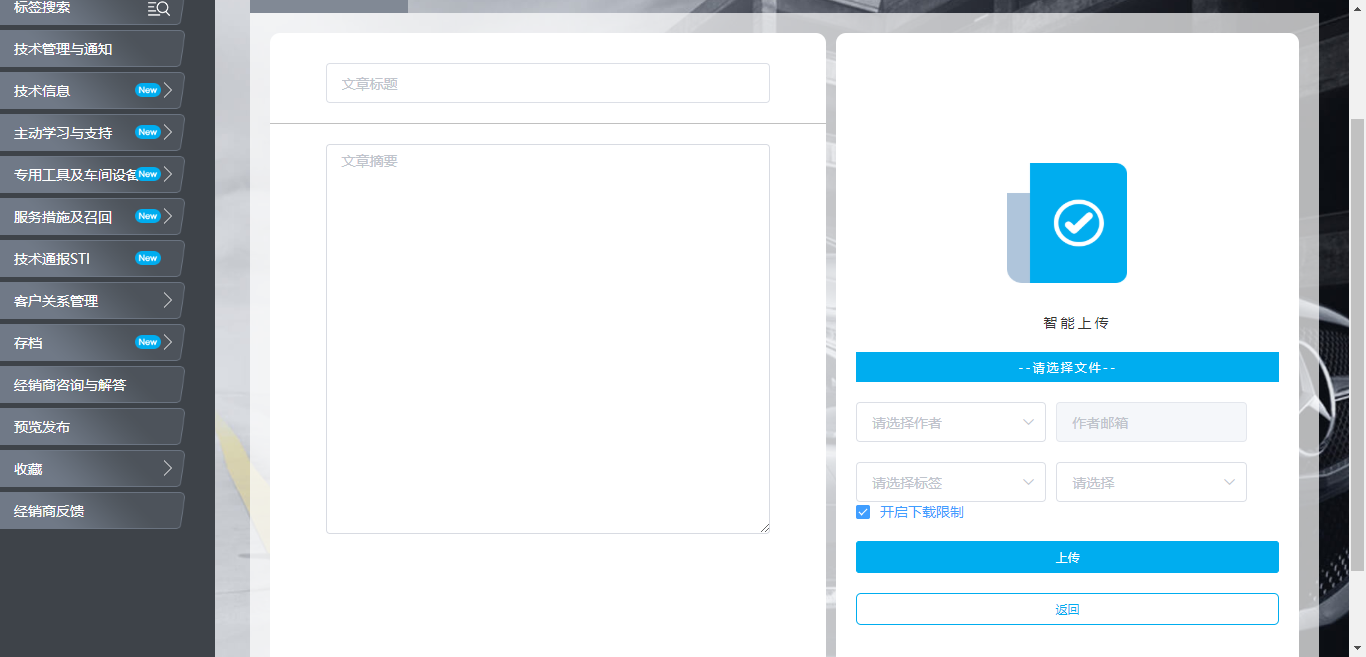 标签搜索
技术管理与通知
技术信息 New
主动学习与支持 New
专用工具及车间设备 New
服务措施及召回 New
技术通报STI New
客户关系管理
存档 New
经销商咨询与解答
预览发布
收藏
经销商反馈
文章标题
文章摘要
智能上传
--请选择文件--
请选择作者 作者邮箱
请选择标签 请选择
开启下载限制
上传
返回